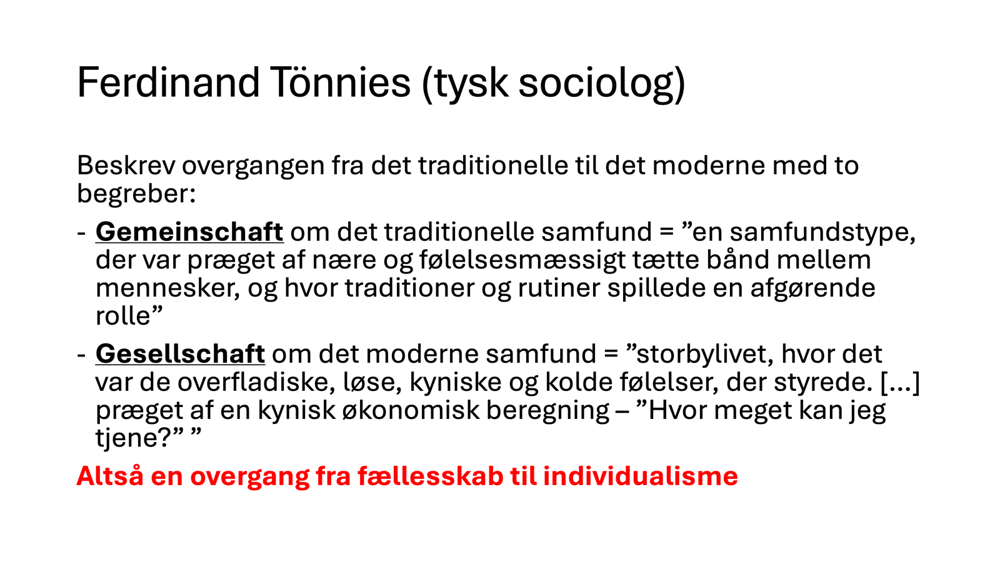 Ferdinand Tönnies (tysk sociolog)
Beskrev overgangen fra det traditionelle til det moderne med to
begreber:
- Gemeinschaft om det traditionelle samfund = ”en samfundstype,
der var præget af nære og følelsesmæssigt tætte bånd mellem
mennesker, og hvor traditioner og rutiner spillede en afgørende
rolle”
- Gesellschaft om det moderne samfund = ”storbylivet, hvor det
var de overfladiske, løse, kyniske og kolde følelser, der styrede. [...]
præget af en kynisk økonomisk beregning – ”Hvor meget kan jeg
tjene?” ”
Altså en overgang fra fællesskab til individualisme